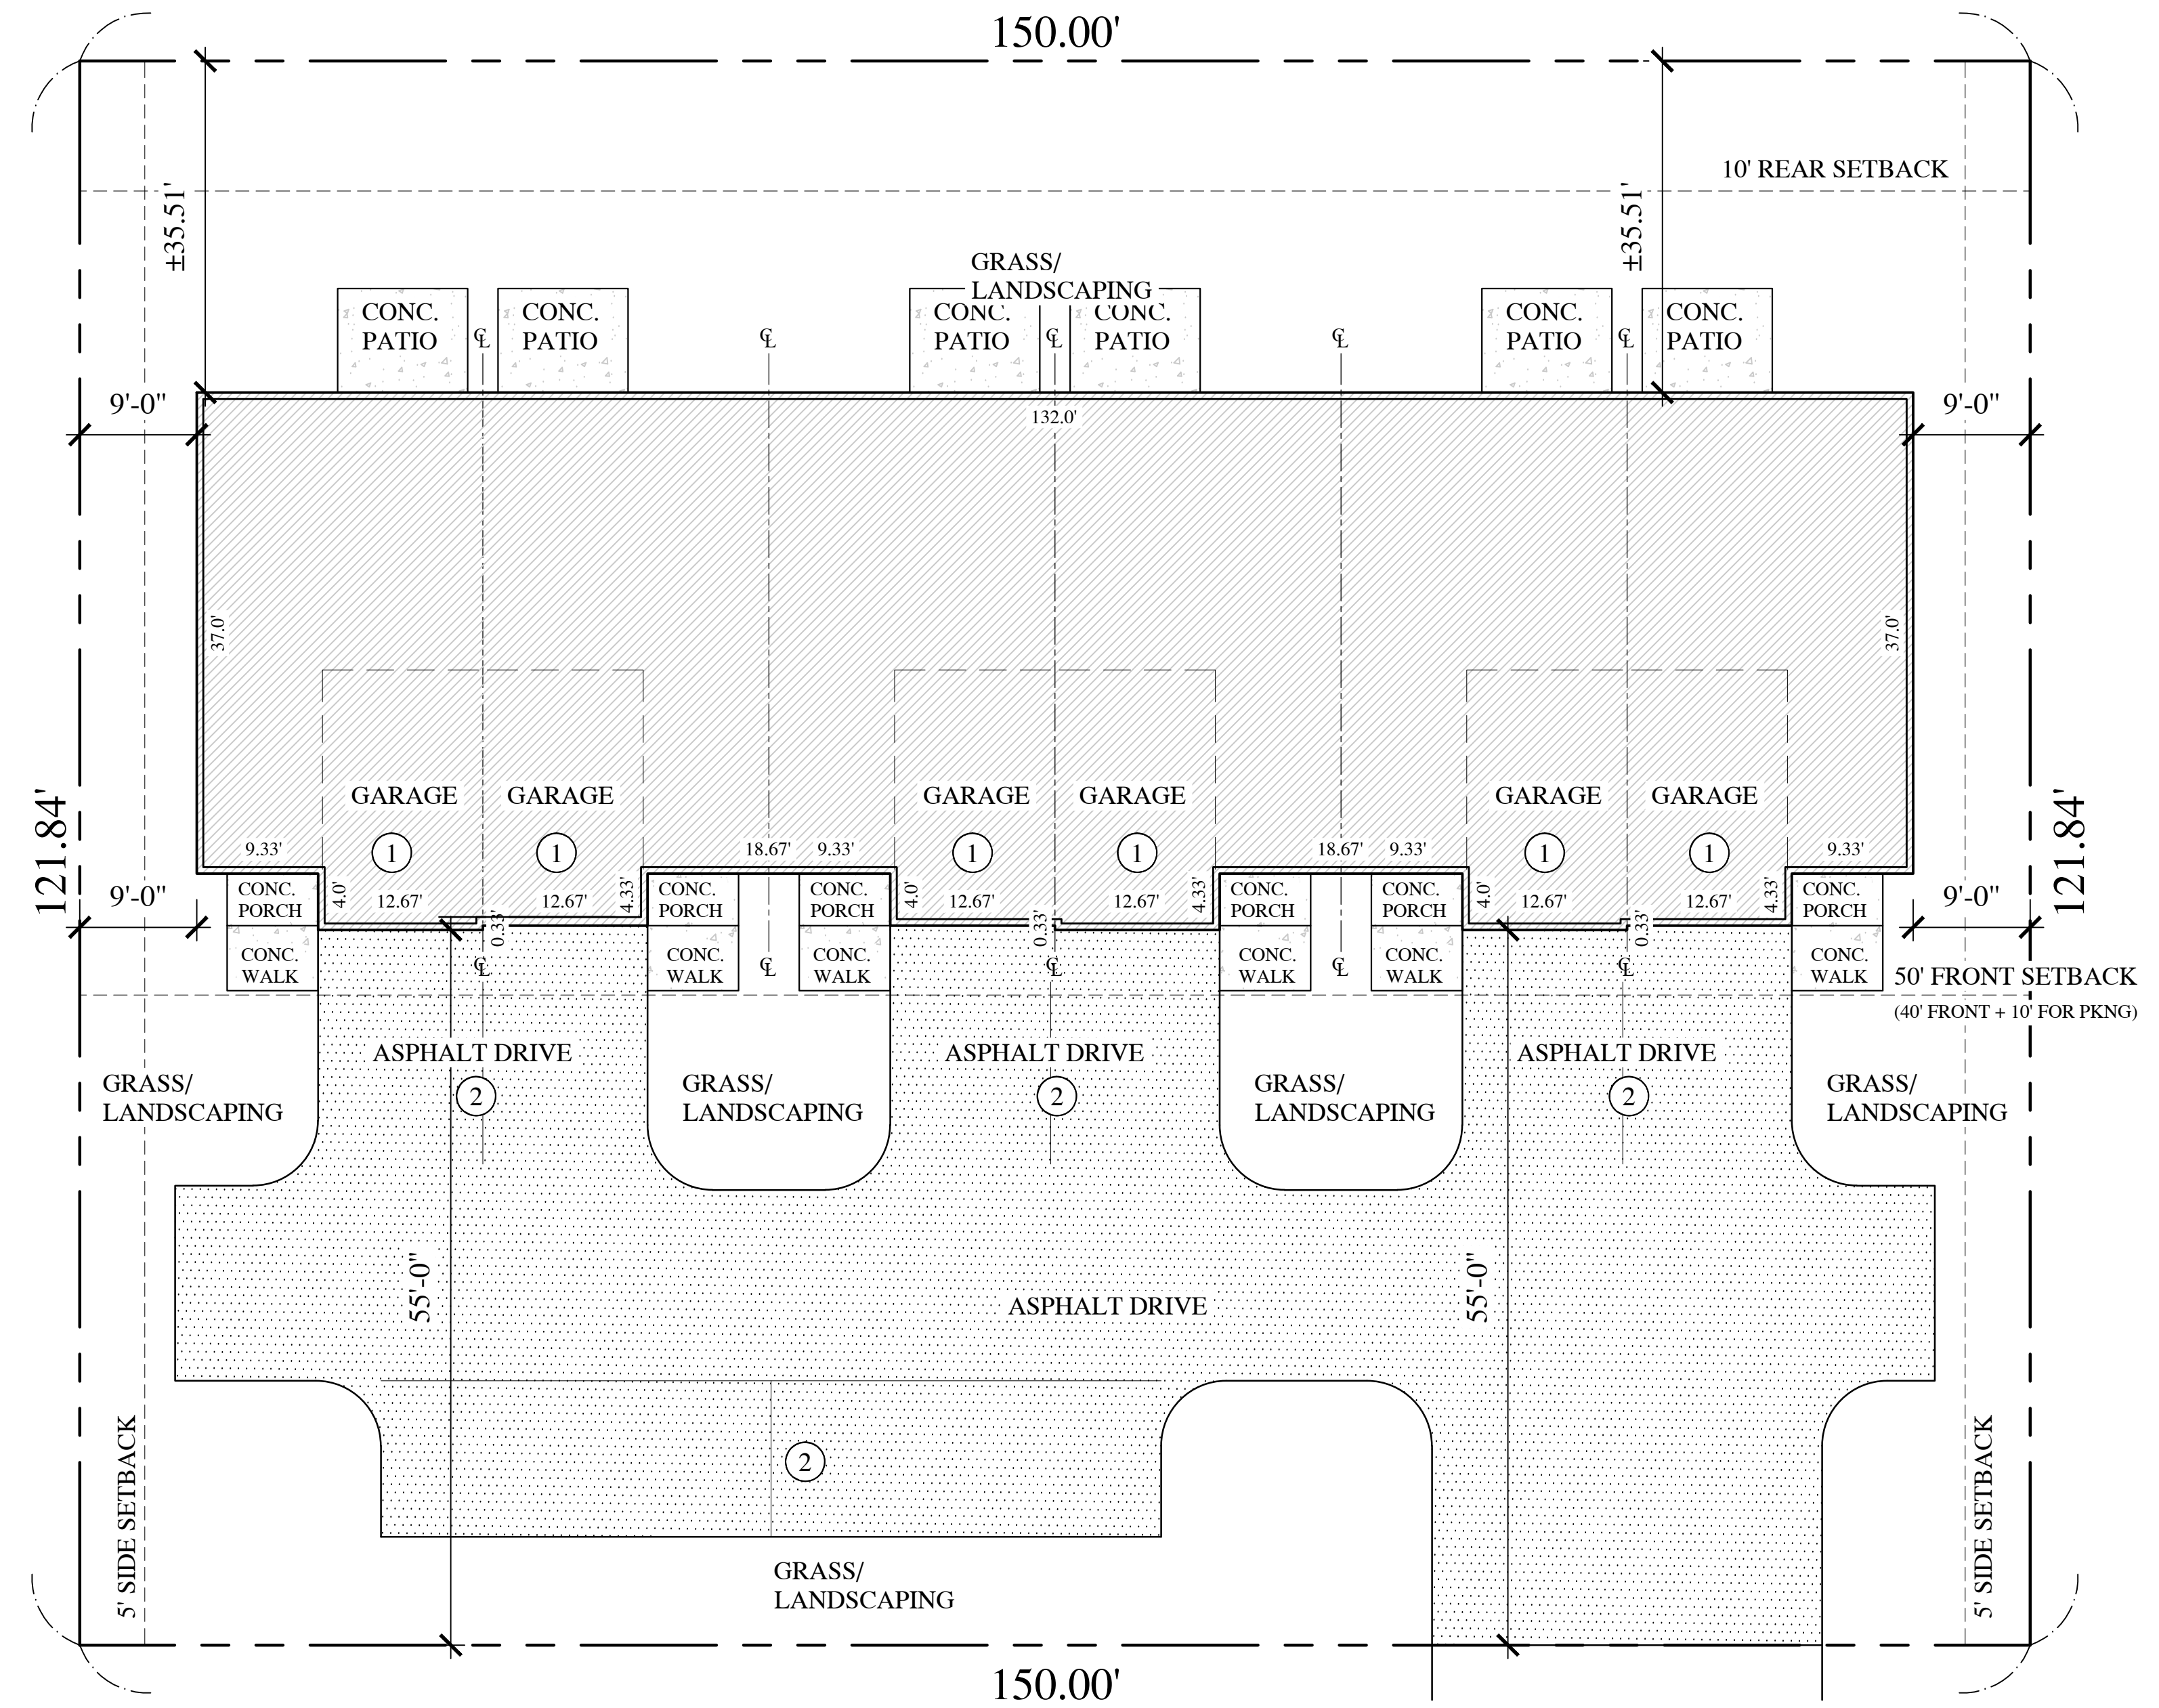 150.00'
10' REAR SETBACK
±35.51'
±35.51'
GRASS/
LANDSCAPING
CONC.
PATIO
CONC.
PATIO
CONC.
PATIO
CONC.
PATIO
CONC.
PATIO
CONC.
PATIO
℄
℄
℄
℄
℄
9'-0"
9'-0"
132.0'
37.0'
37.0'
121.84'
121.84'
GARAGE
GARAGE
GARAGE
GARAGE
GARAGE
GARAGE
1
1
1
1
1
1
9.33'
18.67'
9.33'
18.67'
9.33'
9.33'
9'-0"
9'-0"
CONC.
PORCH
4.0'
12.67'
12.67'
4.33'
0.33'
CONC.
PORCH
CONC.
PORCH
4.0'
12.67'
12.67'
4.33'
0.33'
CONC.
PORCH
CONC.
PORCH
4.0'
12.67'
12.67'
4.33'
0.33'
CONC.
PORCH
CONC.
WALK
℄
CONC.
WALK
℄
CONC.
WALK
℄
CONC.
WALK
℄
CONC.
WALK
℄
CONC.
WALK
50' FRONT SETBACK
(40' FRONT + 10' FOR PKNG)
ASPHALT DRIVE
2
ASPHALT DRIVE
2
ASPHALT DRIVE
2
GRASS/
LANDSCAPING
GRASS/
LANDSCAPING
GRASS/
LANDSCAPING
GRASS/
LANDSCAPING
55'-0"
55'-0"
ASPHALT DRIVE
2
5' SIDE SETBACK
5' SIDE SETBACK
GRASS/
LANDSCAPING
150.00'